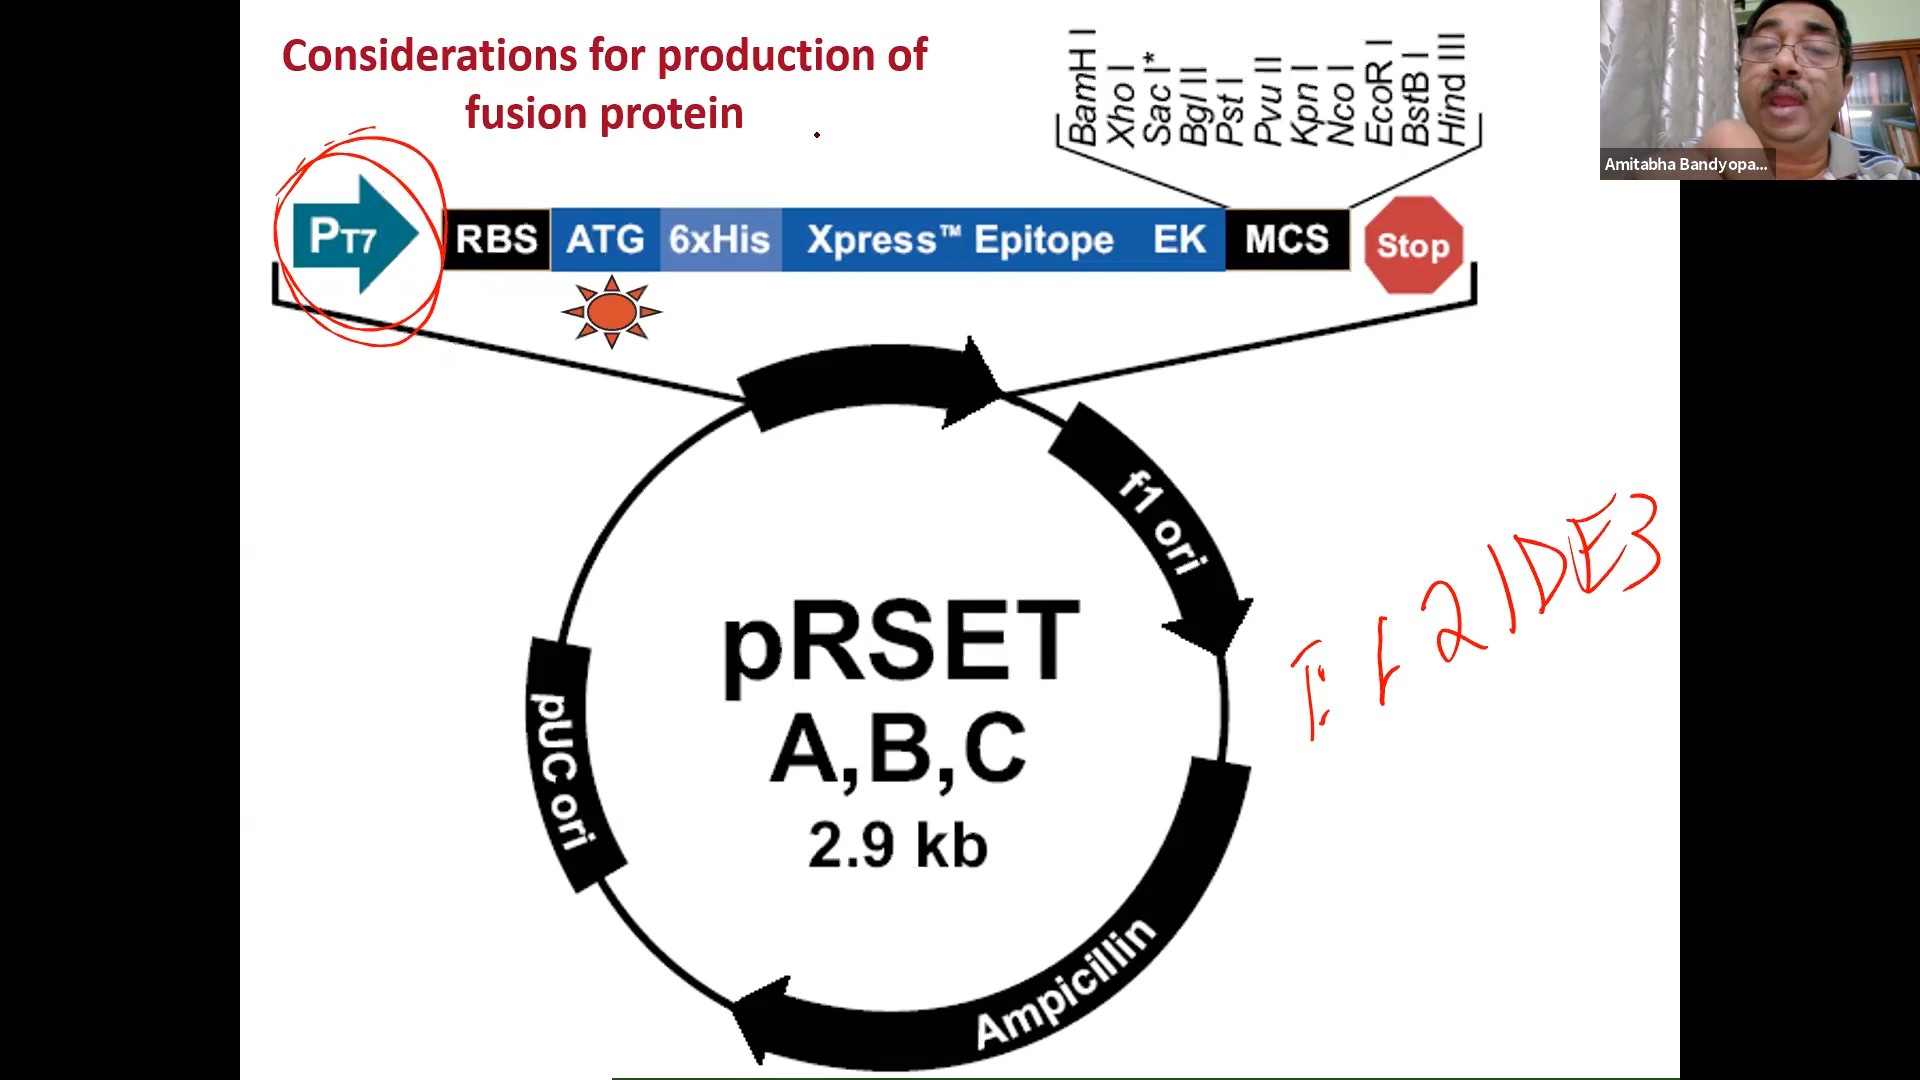 Considerations for production of
fusion protein
BamH I
Xho I
Sac I*
Bgl II
Pst I
Pvu II
Kpn I
Nco I
EcoR I
BstB I
Hind III
Amitabha Bandyopa...
PT7 RBS ATG 6xHis Xpress™ Epitope EK MCS Stop
f1 ori
21DE3
pRSET
A,B,C
2.9 kb
pUC ori
Ampicillin